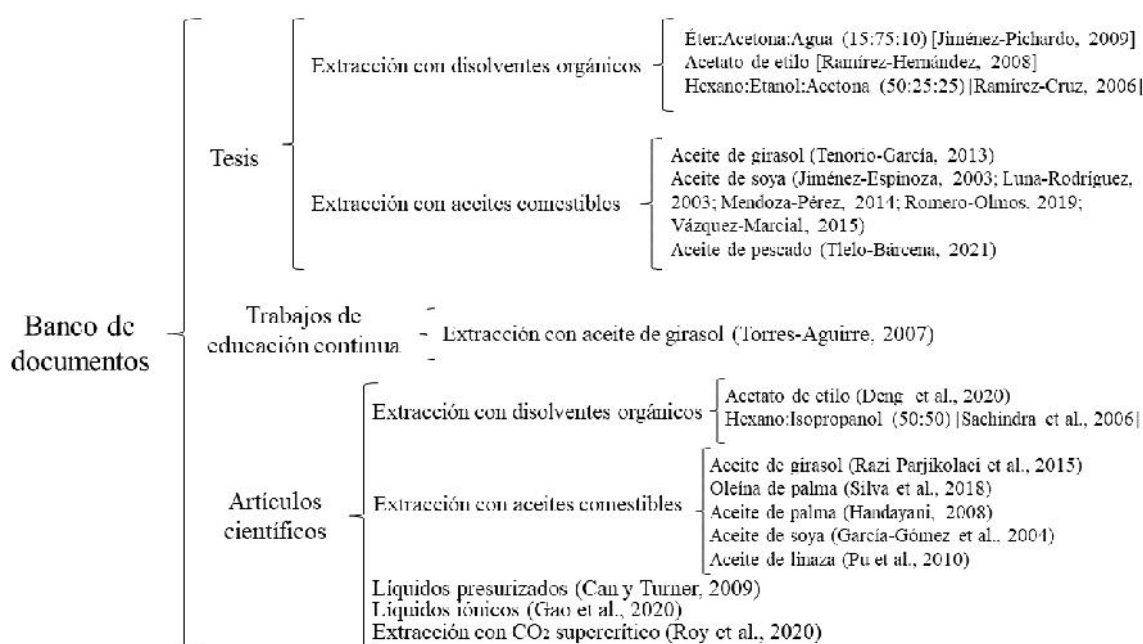 Éter:Acetona:Agua (15:75:10) [Jiménez-Pichardo, 2009]
Extracción con disolventes orgánicos
Acetato de etilo [Ramírez-Hernández, 2008]
Hexano:Etanol:Acetona (50:25:25) [Ramírez-Cruz, 2006]
Tesis
Aceite de girasol (Tenorio-García, 2013)
Aceite de soya (Jiménez-Espinoza, 2003; Luna-Rodríguez,
Extracción con aceites comestibles
2003; Mendoza-Pérez, 2014; Romero-Olmos. 2019;
Vázquez-Marcial, 2015)
Aceite de pescado (Tlelo-Bárcena, 2021)
Banco de
documentos
Trabajos de
educación continua
Extracción con aceite de girasol (Torres-Aguirre, 2007)
Artículos
científicos
Extracción con disolventes orgánicos
Acetato de etilo (Deng et al., 2020)
Hexano:Isopropanol (50:50) [Sachindra et al., 2006]
Extracción con aceites comestibles
Aceite de girasol (Razi Parjikolaei et al., 2015)
Oleína de palma (Silva et al., 2018)
Aceite de palma (Handayani, 2008)
Aceite de soya (García-Gómez et al., 2004)
Aceite de linaza (Pu et al., 2010)
Líquidos presurizados (Can y Turner, 2009)
Líquidos iónicos (Gao et al., 2020)
Extracción con CO₂ supercrítico (Roy et al., 2020)